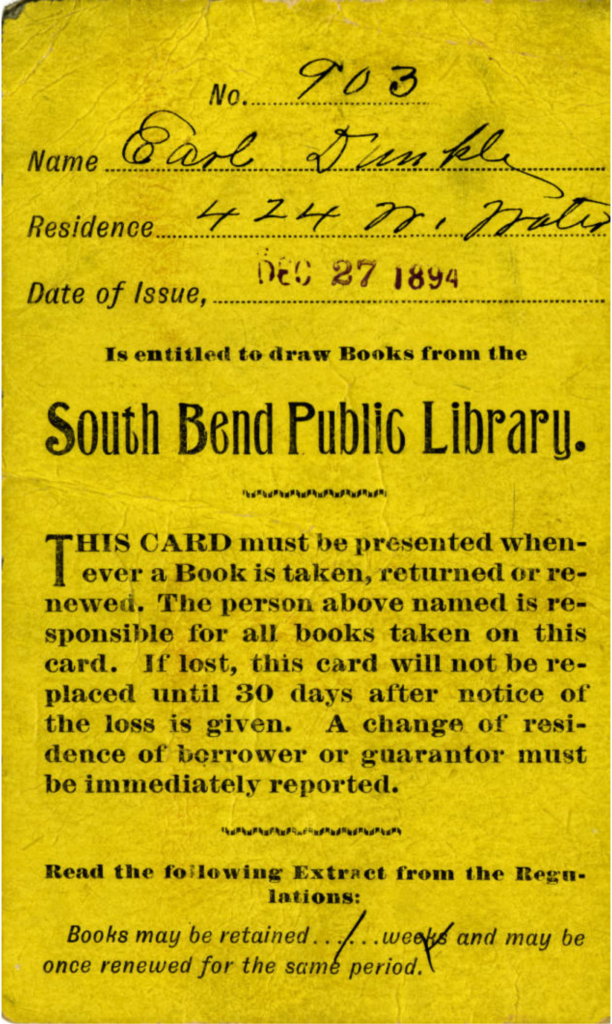 No. 903
Name Earl Dunkle
Residence 424 W. Water
Date of Issue, DEC 27 1894
Is entitled to draw Books from the
South Bend Public Library.
THIS CARD must be presented when-
ever a Book is taken, returned or re-
newed. The person above named is re-
sponsible for all books taken on this
card. If lost, this card will not be re-
placed until 30 days after notice of
the loss is given. A change of resi-
dence of borrower or guarantor must
be immediately reported.
Read the following Extract from the Regu-
lations:
Books may be retained.../...weeks and may be
once renewed for the same period.